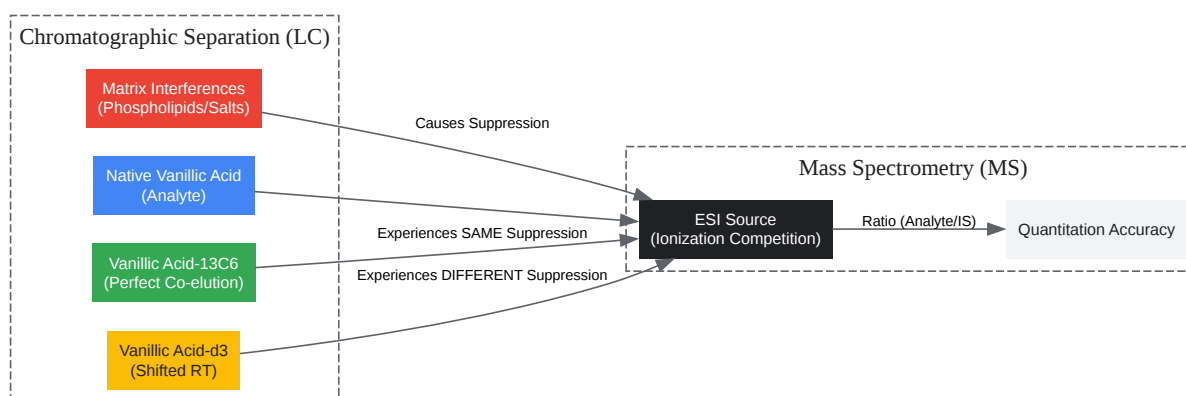 Chromatographic Separation (LC)
Matrix Interferences
(Phospholipids/Salts)
Causes Suppression
Native Vanillic Acid
(Analyte)
Mass Spectrometry (MS)
ESI Source
(Ionization Competition)
Ratio (Analyte/IS)
Quantitation Accuracy
Experiences SAME Suppression
Vanillic Acid-13C6
(Perfect Co-elution)
Experiences DIFFERENT Suppression
Vanillic Acid-d3
(Shifted RT)